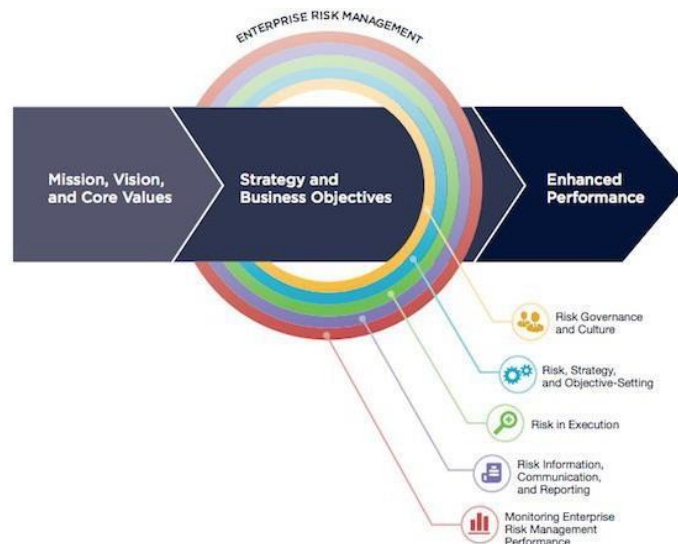 ENTERPRISE RISK MANAGEMENT
Mission, Vision,
and Core Values
Strategy and
Business Objectives
Enhanced
Performance
Risk Governance
and Culture
Risk, Strategy,
and Objective-Setting
Risk in Execution
Risk Information,
Communication,
and Reporting
Monitoring Enterprise
Risk Management
Performance